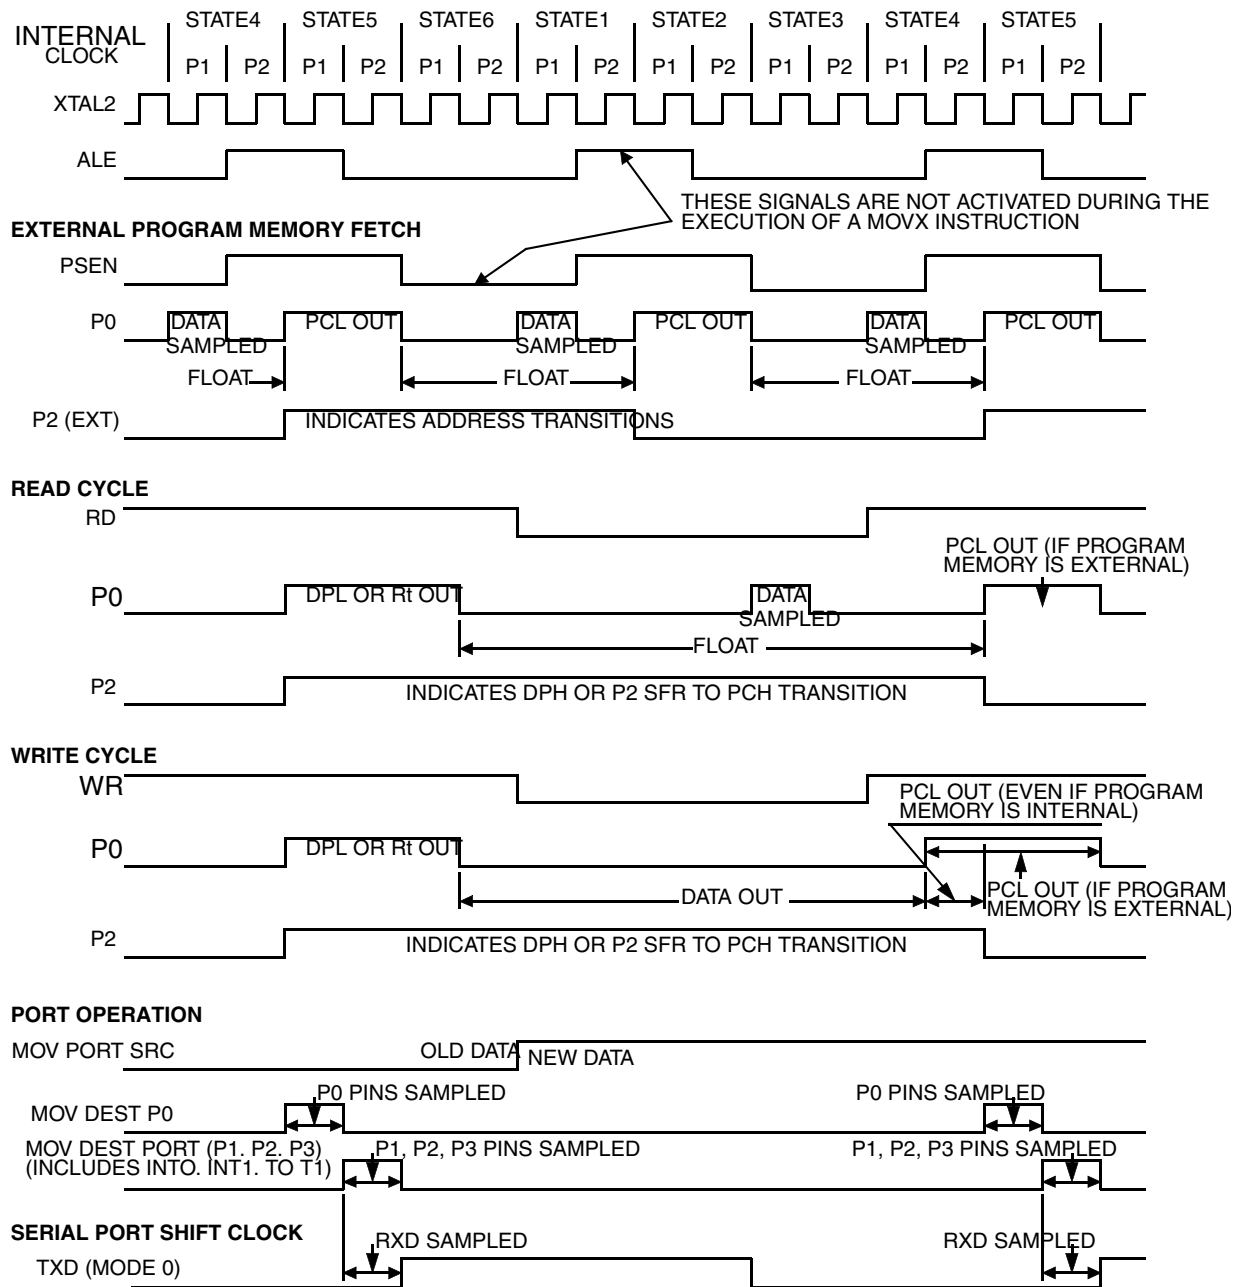 INTERNAL CLOCK
STATE4 STATE5 STATE6 STATE1 STATE2 STATE3 STATE4 STATE5
P1 P2 P1 P2 P1 P2 P1 P2 P1 P2 P1 P2 P1 P2 P1 P2
XTAL2
ALE
THESE SIGNALS ARE NOT ACTIVATED DURING THE
EXECUTION OF A MOVX INSTRUCTION
EXTERNAL PROGRAM MEMORY FETCH
PSEN
P0 DATA PCL OUT DATA PCL OUT DATA PCL OUT
SAMPLED SAMPLED SAMPLED
FLOAT FLOAT FLOAT
P2 (EXT) INDICATES ADDRESS TRANSITIONS
READ CYCLE
RD
PCL OUT (IF PROGRAM
MEMORY IS EXTERNAL)
P0 DPL OR Rt OUT DATA
SAMPLED
FLOAT
P2 INDICATES DPH OR P2 SFR TO PCH TRANSITION
WRITE CYCLE
WR
PCL OUT (EVEN IF PROGRAM
MEMORY IS INTERNAL)
P0 DPL OR Rt OUT
DATA OUT
PCL OUT (IF PROGRAM
MEMORY IS EXTERNAL)
P2 INDICATES DPH OR P2 SFR TO PCH TRANSITION
PORT OPERATION
MOV PORT SRC OLD DATA NEW DATA
P0 PINS SAMPLED P0 PINS SAMPLED
MOV DEST P0
MOV DEST PORT (P1. P2. P3) P1, P2, P3 PINS SAMPLED P1, P2, P3 PINS SAMPLED
(INCLUDES INTO. INT1. TO T1)
SERIAL PORT SHIFT CLOCK
RXD SAMPLED RXD SAMPLED
TXD (MODE 0)